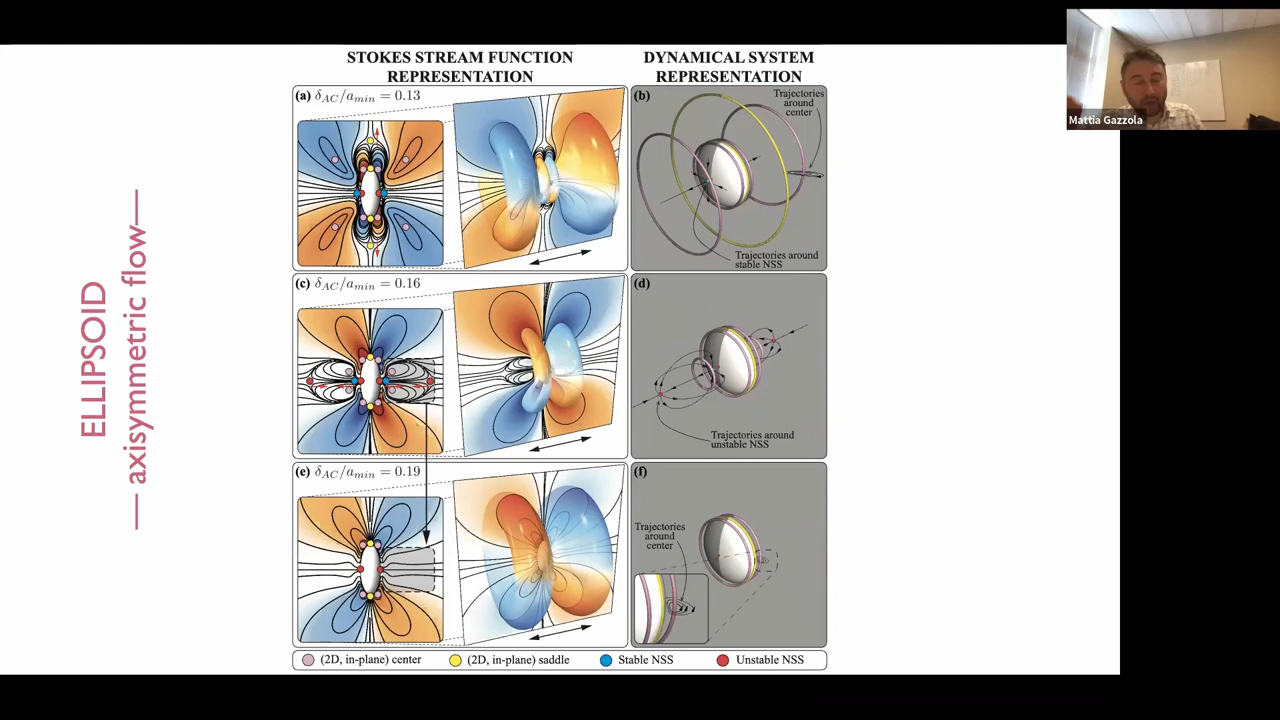 STOKES STREAM FUNCTION
REPRESENTATION
DYNAMICAL SYSTEM
REPRESENTATION
(a) δ_AC/a_min = 0.13
(b)
Trajectories
around
center
Trajectories around
stable NSS
(c) δ_AC/a_min = 0.16
(d)
Trajectories around
unstable NSS
(e) δ_AC/a_min = 0.19
(f)
Trajectories
around
center
(2D, in-plane) center
(2D, in-plane) saddle
Stable NSS
Unstable NSS
ELLIPSOID
— axisymmetric flow —
Mattia Gazzola